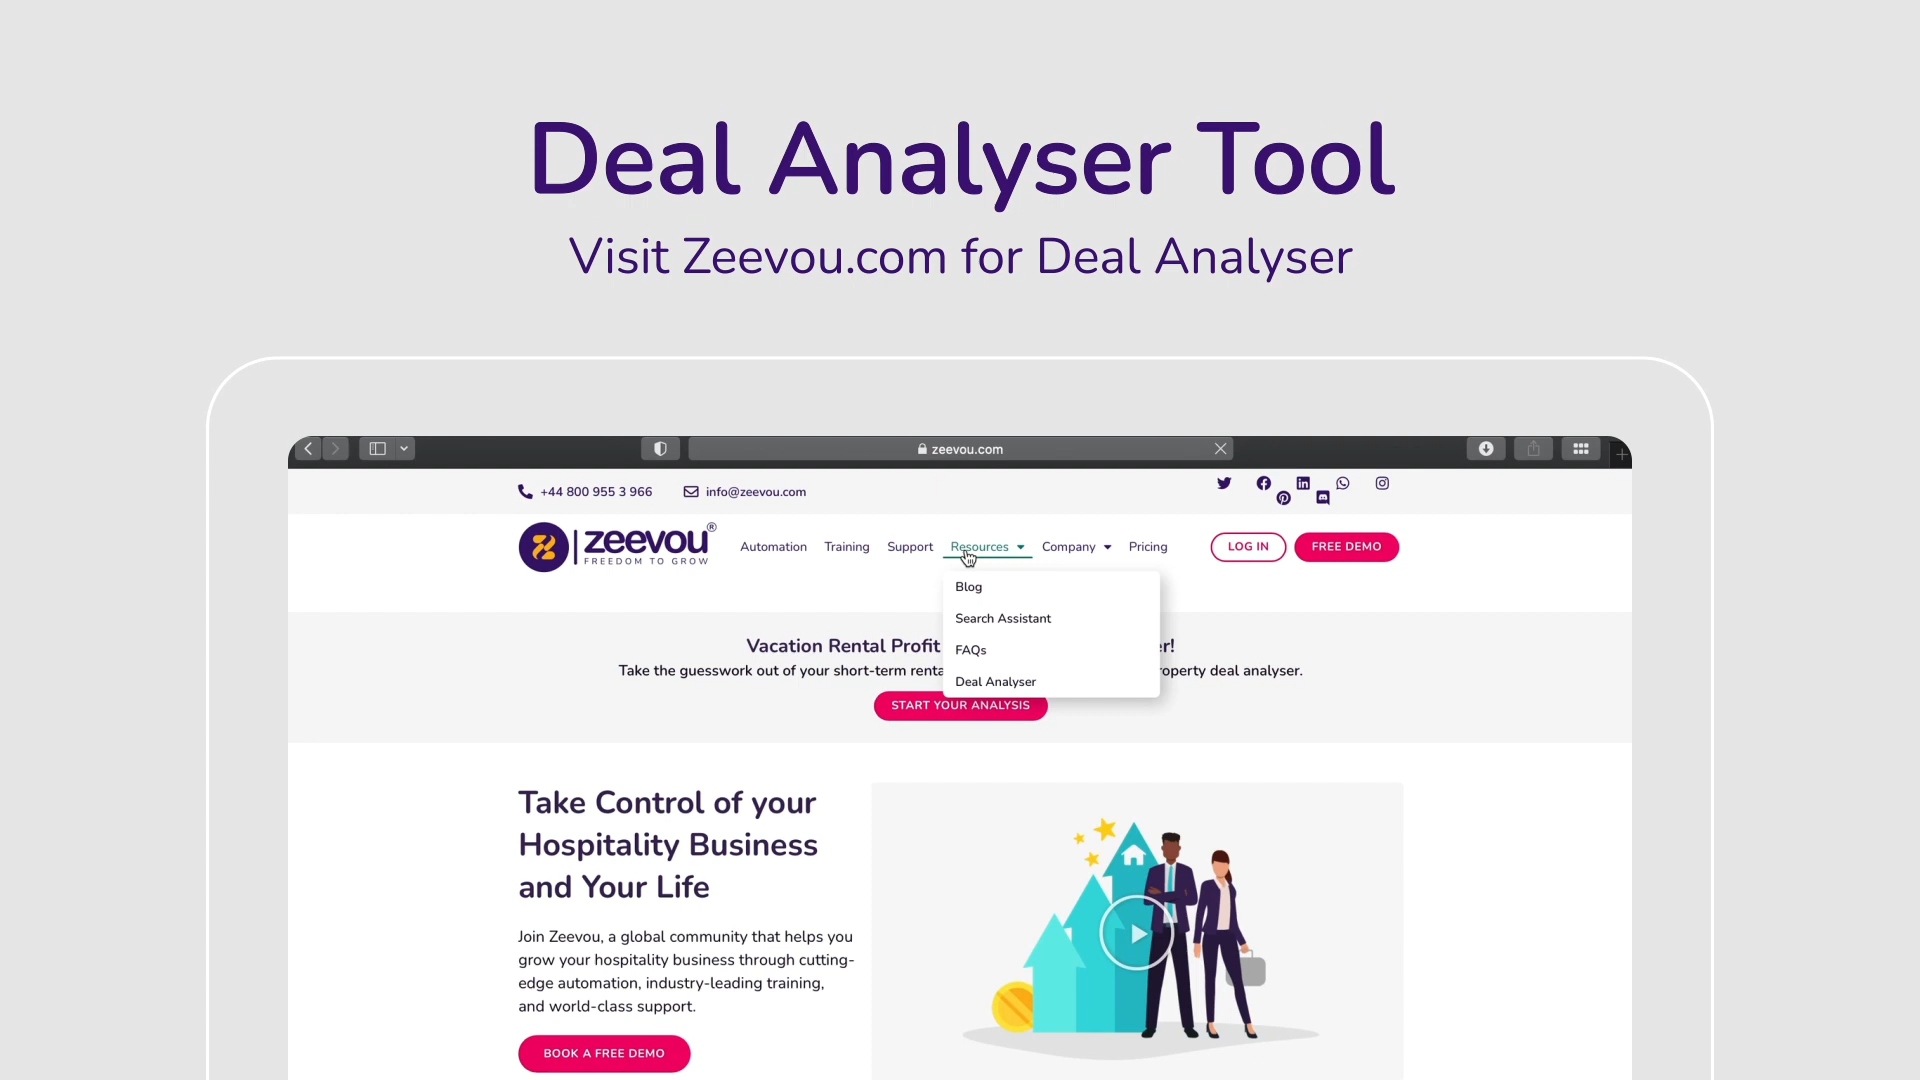 Deal Analyser Tool
Visit Zeevou.com for Deal Analyser
zeevou.com
+44 800 955 3 966
info@zeevou.com
zeevou®
FREEDOM TO GROW
Automation
Training
Support
Resources
Company
Pricing
LOG IN
FREE DEMO
Blog
Search Assistant
FAQs
Deal Analyser
Vacation Rental Profit r!
Take the guesswork out of your short-term renta operty deal analyser.
START YOUR ANALYSIS
Take Control of your
Hospitality Business
and Your Life
Join Zeevou, a global community that helps you
grow your hospitality business through cutting-
edge automation, industry-leading training,
and world-class support.
BOOK A FREE DEMO